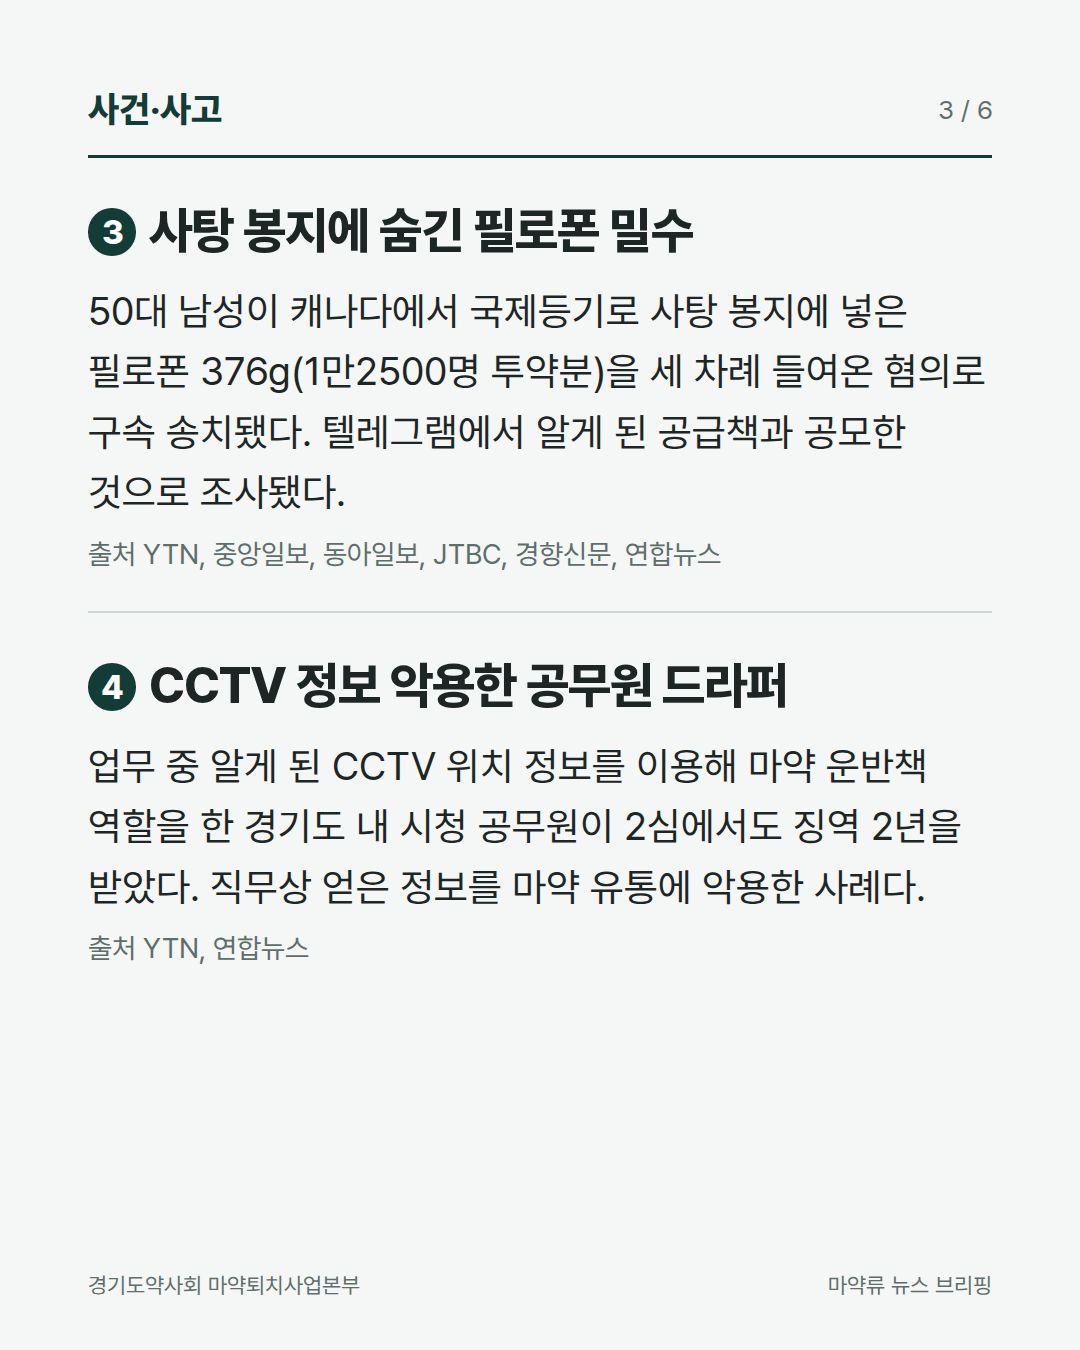 사건·사고
3 / 6
3 사탕 봉지에 숨긴 필로폰 밀수
50대 남성이 캐나다에서 국제등기로 사탕 봉지에 넣은
필로폰 376g(1만2500명 투약분)을 세 차례 들여온 혐의로
구속 송치됐다. 텔레그램에서 알게 된 공급책과 공모한
것으로 조사됐다.
출처 YTN, 중앙일보, 동아일보, JTBC, 경향신문, 연합뉴스
4 CCTV 정보 악용한 공무원 드라퍼
업무 중 알게 된 CCTV 위치 정보를 이용해 마약 운반책
역할을 한 경기도 내 시청 공무원이 2심에서도 징역 2년을
받았다. 직무상 얻은 정보를 마약 유통에 악용한 사례다.
출처 YTN, 연합뉴스
경기도약사회 마약퇴치사업본부
마약류 뉴스 브리핑